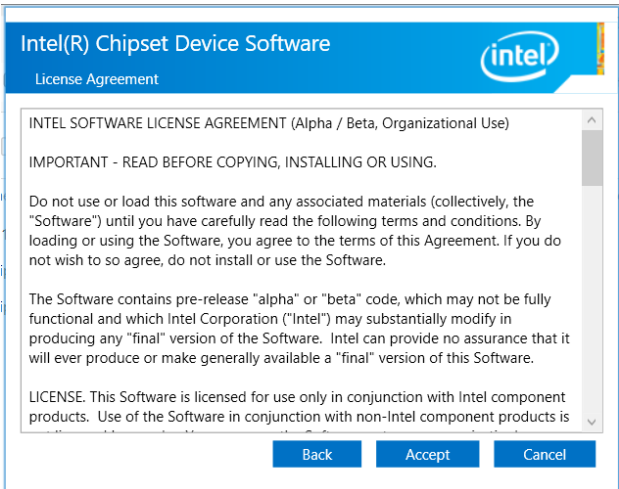 Intel(R) Chipset Device Software
intel
License Agreement
INTEL SOFTWARE LICENSE AGREEMENT (Alpha / Beta, Organizational Use)
IMPORTANT - READ BEFORE COPYING, INSTALLING OR USING.
Do not use or load this software and any associated materials (collectively, the
"Software") until you have carefully read the following terms and conditions. By
loading or using the Software, you agree to the terms of this Agreement. If you do
not wish to so agree, do not install or use the Software.
The Software contains pre-release "alpha" or "beta" code, which may not be fully
functional and which Intel Corporation ("Intel") may substantially modify in
producing any "final" version of the Software.  Intel can provide no assurance that it
will ever produce or make generally available a "final" version of this Software.
LICENSE. This Software is licensed for use only in conjunction with Intel component
products.  Use of the Software in conjunction with non-Intel component products is
Back
Accept
Cancel